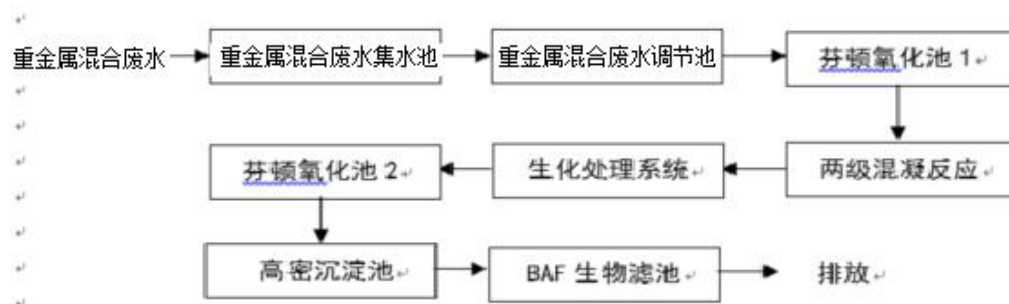 重金属混合废水
重金属混合废水集水池
重金属混合废水调节池
芬顿氧化池 1
两级混凝反应
生化处理系统
芬顿氧化池 2
高密沉淀池
BAF 生物滤池
排放